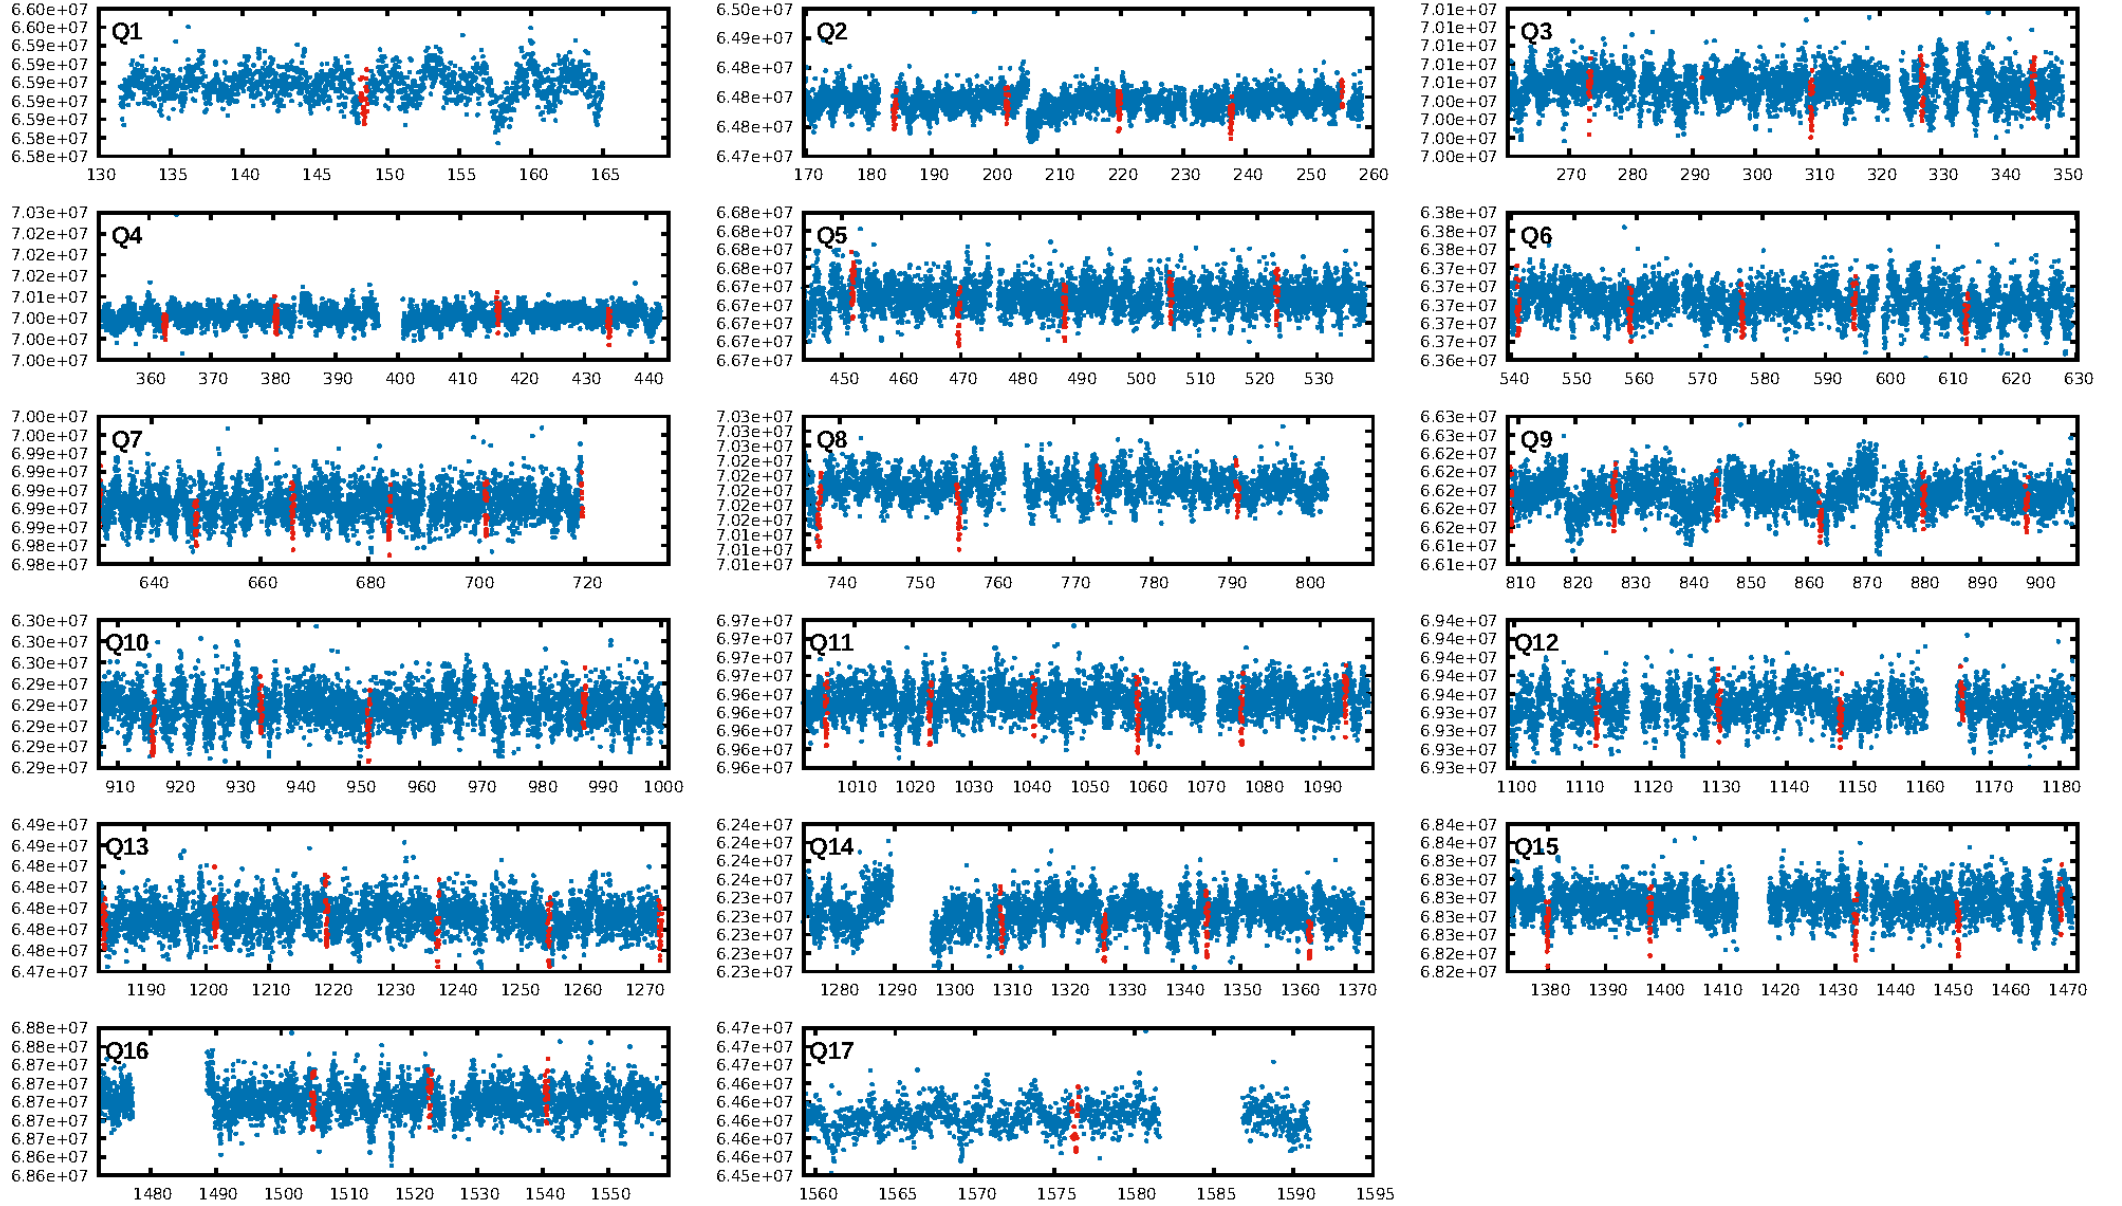 6.60e+07
6.60e+07
6.59e+07
6.59e+07
6.59e+07
6.59e+07
6.59e+07
6.58e+07
6.58e+07
Q1
130 135 140 145 150 155 160 165
6.50e+07
6.49e+07
6.48e+07
6.48e+07
6.48e+07
6.47e+07
Q2
170 180 190 200 210 220 230 240 250 260
7.01e+07
7.01e+07
7.01e+07
7.01e+07
7.01e+07
7.00e+07
7.00e+07
7.00e+07
7.00e+07
Q3
270 280 290 300 310 320 330 340 350
7.03e+07
7.02e+07
7.02e+07
7.02e+07
7.01e+07
7.00e+07
7.00e+07
7.00e+07
Q4
360 370 380 390 400 410 420 430 440
6.68e+07
6.68e+07
6.68e+07
6.68e+07
6.67e+07
6.67e+07
6.67e+07
6.67e+07
6.67e+07
Q5
450 460 470 480 490 500 510 520 530
6.38e+07
6.38e+07
6.38e+07
6.37e+07
6.37e+07
6.37e+07
6.37e+07
6.37e+07
6.36e+07
Q6
540 550 560 570 580 590 600 610 620 630
7.00e+07
7.00e+07
6.99e+07
6.99e+07
6.99e+07
6.99e+07
6.99e+07
6.98e+07
6.98e+07
Q7
640 660 680 700 720
7.03e+07
7.03e+07
7.03e+07
7.02e+07
7.02e+07
7.02e+07
7.02e+07
7.02e+07
7.01e+07
7.01e+07
7.01e+07
Q8
740 750 760 770 780 790 800
6.63e+07
6.63e+07
6.62e+07
6.62e+07
6.62e+07
6.62e+07
6.62e+07
6.61e+07
6.61e+07
Q9
810 820 830 840 850 860 870 880 890 900
6.30e+07
6.30e+07
6.30e+07
6.29e+07
6.29e+07
6.29e+07
6.29e+07
6.29e+07
Q10
910 920 930 940 950 960 970 980 990 1000
6.97e+07
6.97e+07
6.97e+07
6.97e+07
6.96e+07
6.96e+07
6.96e+07
6.96e+07
6.96e+07
Q11
1010 1020 1030 1040 1050 1060 1070 1080 1090
6.94e+07
6.94e+07
6.94e+07
6.94e+07
6.94e+07
6.93e+07
6.93e+07
6.93e+07
6.93e+07
Q12
1100 1110 1120 1130 1140 1150 1160 1170 1180
6.49e+07
6.49e+07
6.48e+07
6.48e+07
6.48e+07
6.48e+07
6.48e+07
6.47e+07
Q13
1190 1200 1210 1220 1230 1240 1250 1260 1270
6.24e+07
6.24e+07
6.24e+07
6.24e+07
6.23e+07
6.23e+07
6.23e+07
6.23e+07
6.23e+07
Q14
1280 1290 1300 1310 1320 1330 1340 1350 1360 1370
6.84e+07
6.84e+07
6.83e+07
6.83e+07
6.83e+07
6.83e+07
6.83e+07
6.82e+07
6.82e+07
Q15
1380 1390 1400 1410 1420 1430 1440 1450 1460 1470
6.88e+07
6.88e+07
6.87e+07
6.87e+07
6.87e+07
6.87e+07
6.87e+07
6.86e+07
6.86e+07
Q16
1480 1490 1500 1510 1520 1530 1540 1550
6.47e+07
6.47e+07
6.47e+07
6.46e+07
6.46e+07
6.46e+07
6.46e+07
6.46e+07
6.45e+07
Q17
1560 1565 1570 1575 1580 1585 1590 1595